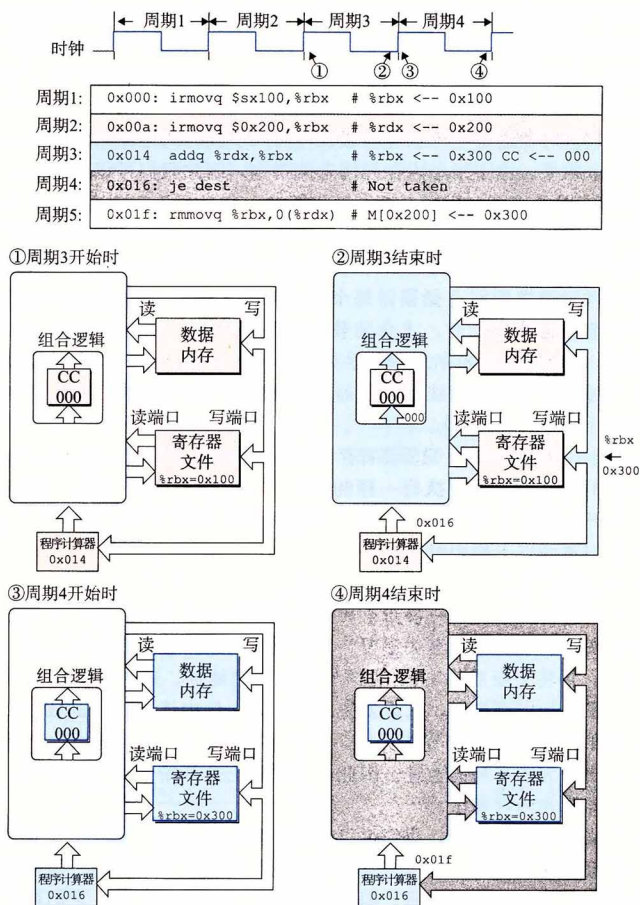 周期1 周期2 周期3 周期4
时钟
① ② ③ ④
周期1: 0x000: irmovq $sx100,%rbx # %rbx <-- 0x100
周期2: 0x00a: irmovq $0x200,%rbx # %rdx <-- 0x200
周期3: 0x014 addq %rdx,%rbx # %rbx <-- 0x300 CC <-- 000
周期4: 0x016: je dest # Not taken
周期5: 0x01f: rmmovq %rbx,0(%rdx) # M[0x200] <-- 0x300
①周期3开始时
读 写
组合逻辑
数据
内存
CC
000
读端口 写端口
寄存器
文件
%rbx=0x100
程序计算器
0x014
②周期3结束时
读 写
组合逻辑
数据
内存
CC
000
000
读端口 写端口
寄存器
文件
%rbx=0x100
%rbx
0x300
0x016
程序计算器
0x014
③周期4开始时
读 写
组合逻辑
数据
内存
CC
000
读端口 写端口
寄存器
文件
%rbx=0x300
程序计算器
0x016
④周期4结束时
读 写
组合逻辑
数据
内存
CC
000
读端口 写端口
寄存器
文件
%rbx=0x300
0x01f
程序计算器
0x016